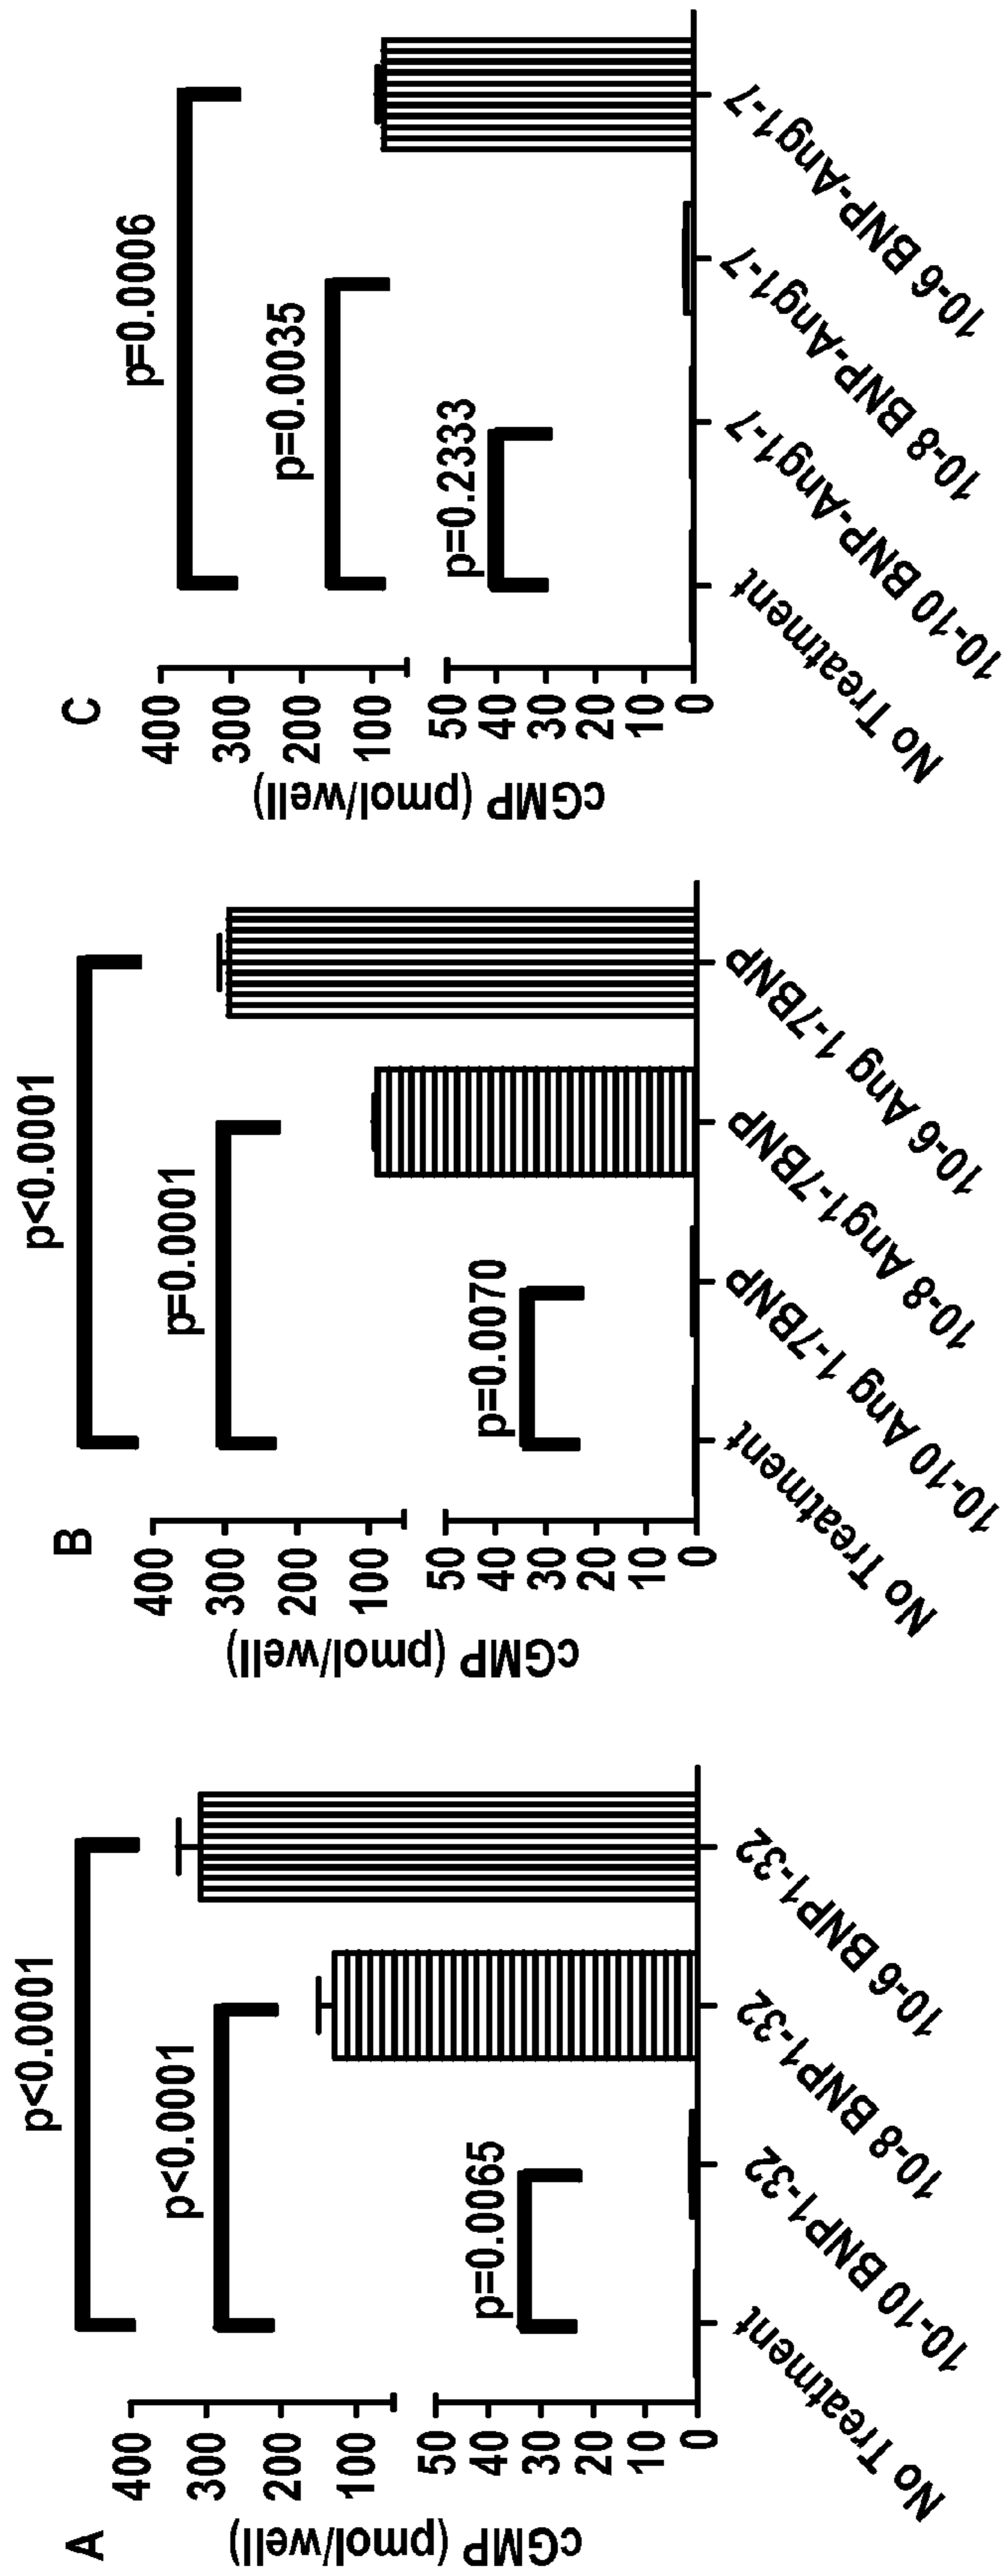 A
cGMP (pmol/well)
400
300
200
100
50
40
30
20
10
0
p<0.0001
p<0.0001
p=0.0065
No Treatment
10-10 BNP1-32
10-8 BNP1-32
10-6 BNP1-32
B
cGMP (pmol/well)
400
300
200
100
50
40
30
20
10
0
p<0.0001
p=0.0001
p=0.0070
No Treatment
10-10 Ang 1-7BNP
10-8 Ang1-7BNP
10-6 Ang 1-7BNP
C
cGMP (pmol/well)
400
300
200
100
50
40
30
20
10
0
p=0.0006
p=0.0035
p=0.2333
No Treatment
10-10 BNP-Ang1-7
10-8 BNP-Ang1-7
10-6 BNP-Ang1-7